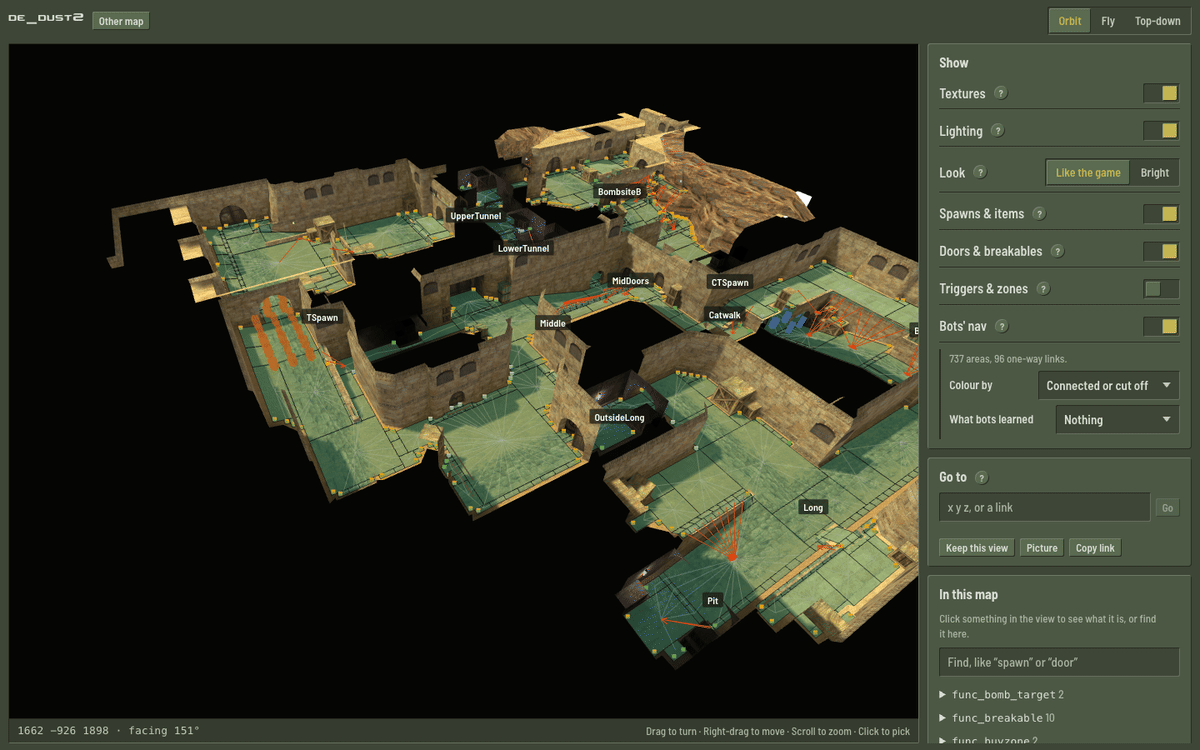 DE_DUST2
Other map
Orbit
Fly
Top-down
BombsiteB
UpperTunnel
LowerTunnel
MidDoors
CTSpawn
TSpawn
Middle
Catwalk
OutsideLong
Long
Pit
1662 −926 1898 · facing 151°
Drag to turn · Right-drag to move · Scroll to zoom · Click to pick
Show
Textures ?
Lighting ?
Look ? Like the game Bright
Spawns & items ?
Doors & breakables ?
Triggers & zones ?
Bots' nav ?
737 areas, 96 one-way links.
Colour by Connected or cut off
What bots learned Nothing
Go to ?
x y z, or a link Go
Keep this view Picture Copy link
In this map
Click something in the view to see what it is, or find
it here.
Find, like “spawn” or “door”
func_bomb_target 2
func_breakable 10
func_buyzone 2